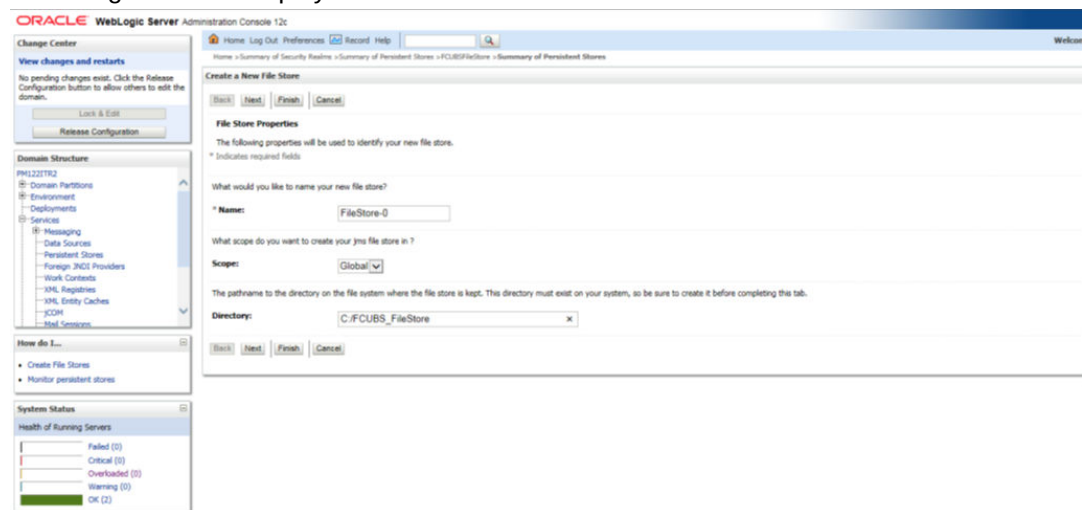 ORACLE WebLogic Server Administration Console 12c
Change Center
View changes and restarts
No pending changes exist. Click the Release
Configuration button to allow others to edit the
domain.
Lock & Edit
Release Configuration
Domain Structure
PM122ITR2
Domain Partitions
Environment
Deployments
Services
Messaging
Data Sources
Persistent Stores
Foreign JNDI Providers
Work Contexts
XML Registries
XML Entity Caches
jCOM
Mail Sessions
How do I...
Create File Stores
Monitor persistent stores
System Status
Health of Running Servers
Failed (0)
Critical (0)
Overloaded (0)
Warning (0)
OK (2)
Home Log Out Preferences Record Help
Welcom
Home >Summary of Security Realms >Summary of Persistent Stores >FCUBSFileStore >Summary of Persistent Stores
Create a New File Store
Back Next Finish Cancel
File Store Properties
The following properties will be used to identify your new file store.
* Indicates required fields
What would you like to name your new file store?
* Name: FileStore-0
What scope do you want to create your jms file store in ?
Scope: Global
The pathname to the directory on the file system where the file store is kept. This directory must exist on your system, so be sure to create it before completing this tab.
Directory: C:/FCUBS_FileStore ×
Back Next Finish Cancel